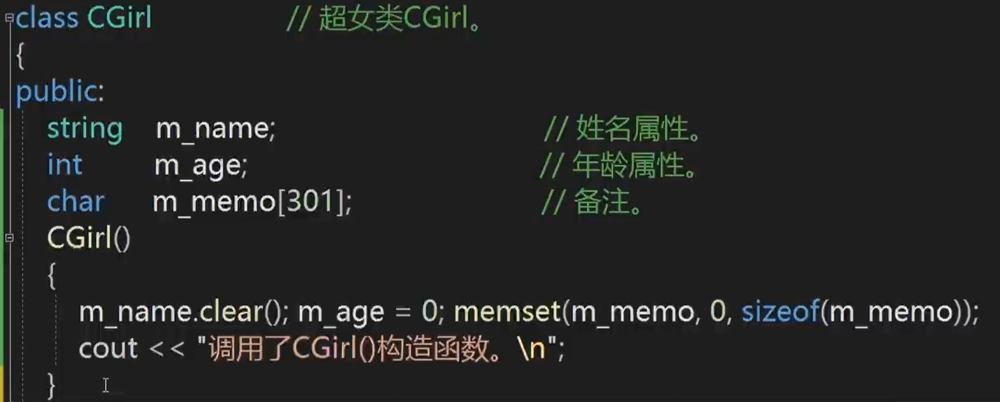 class CGirl // 超女类CGirl。
{
public:
string m_name; // 姓名属性。
int m_age; // 年龄属性。
char m_memo[301]; // 备注。
CGirl()
{
m_name.clear(); m_age = 0; memset(m_memo, 0, sizeof(m_memo));
cout << "调用了CGirl()构造函数。\n";
}